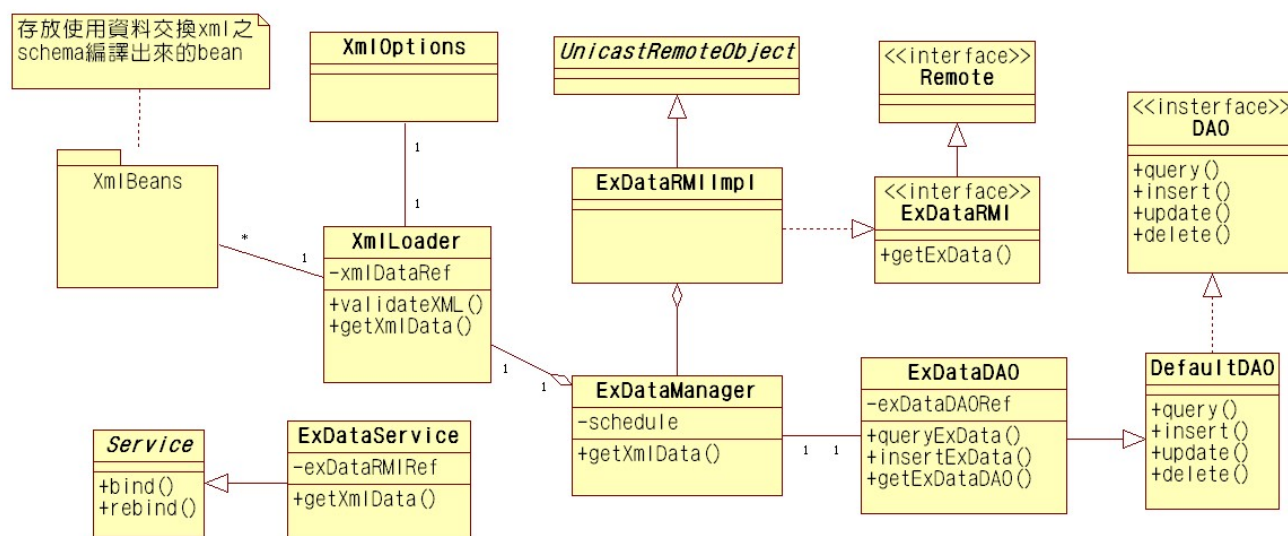 存放使用資料交換xml之
schema編譯出來的bean
XmlBeans
XmlOptions
1
1
*
1
XmlLoader
-xmlDataRef
+validateXML()
+getXmlData()
1
1
UnicastRemoteObject
<<interface>>
Remote
ExDataRMIImpl
<<interface>>
ExDataRMI
+getExData()
<<insterface>>
DAO
+query()
+insert()
+update()
+delete()
ExDataManager
-schedule
+getXmlData()
1
1
ExDataDAO
-exDataDAORef
+queryExData()
+insertExData()
+getExDataDAO()
DefaultDAO
+query()
+insert()
+update()
+delete()
Service
+bind()
+rebind()
ExDataService
-exDataRMIRef
+getXmlData()